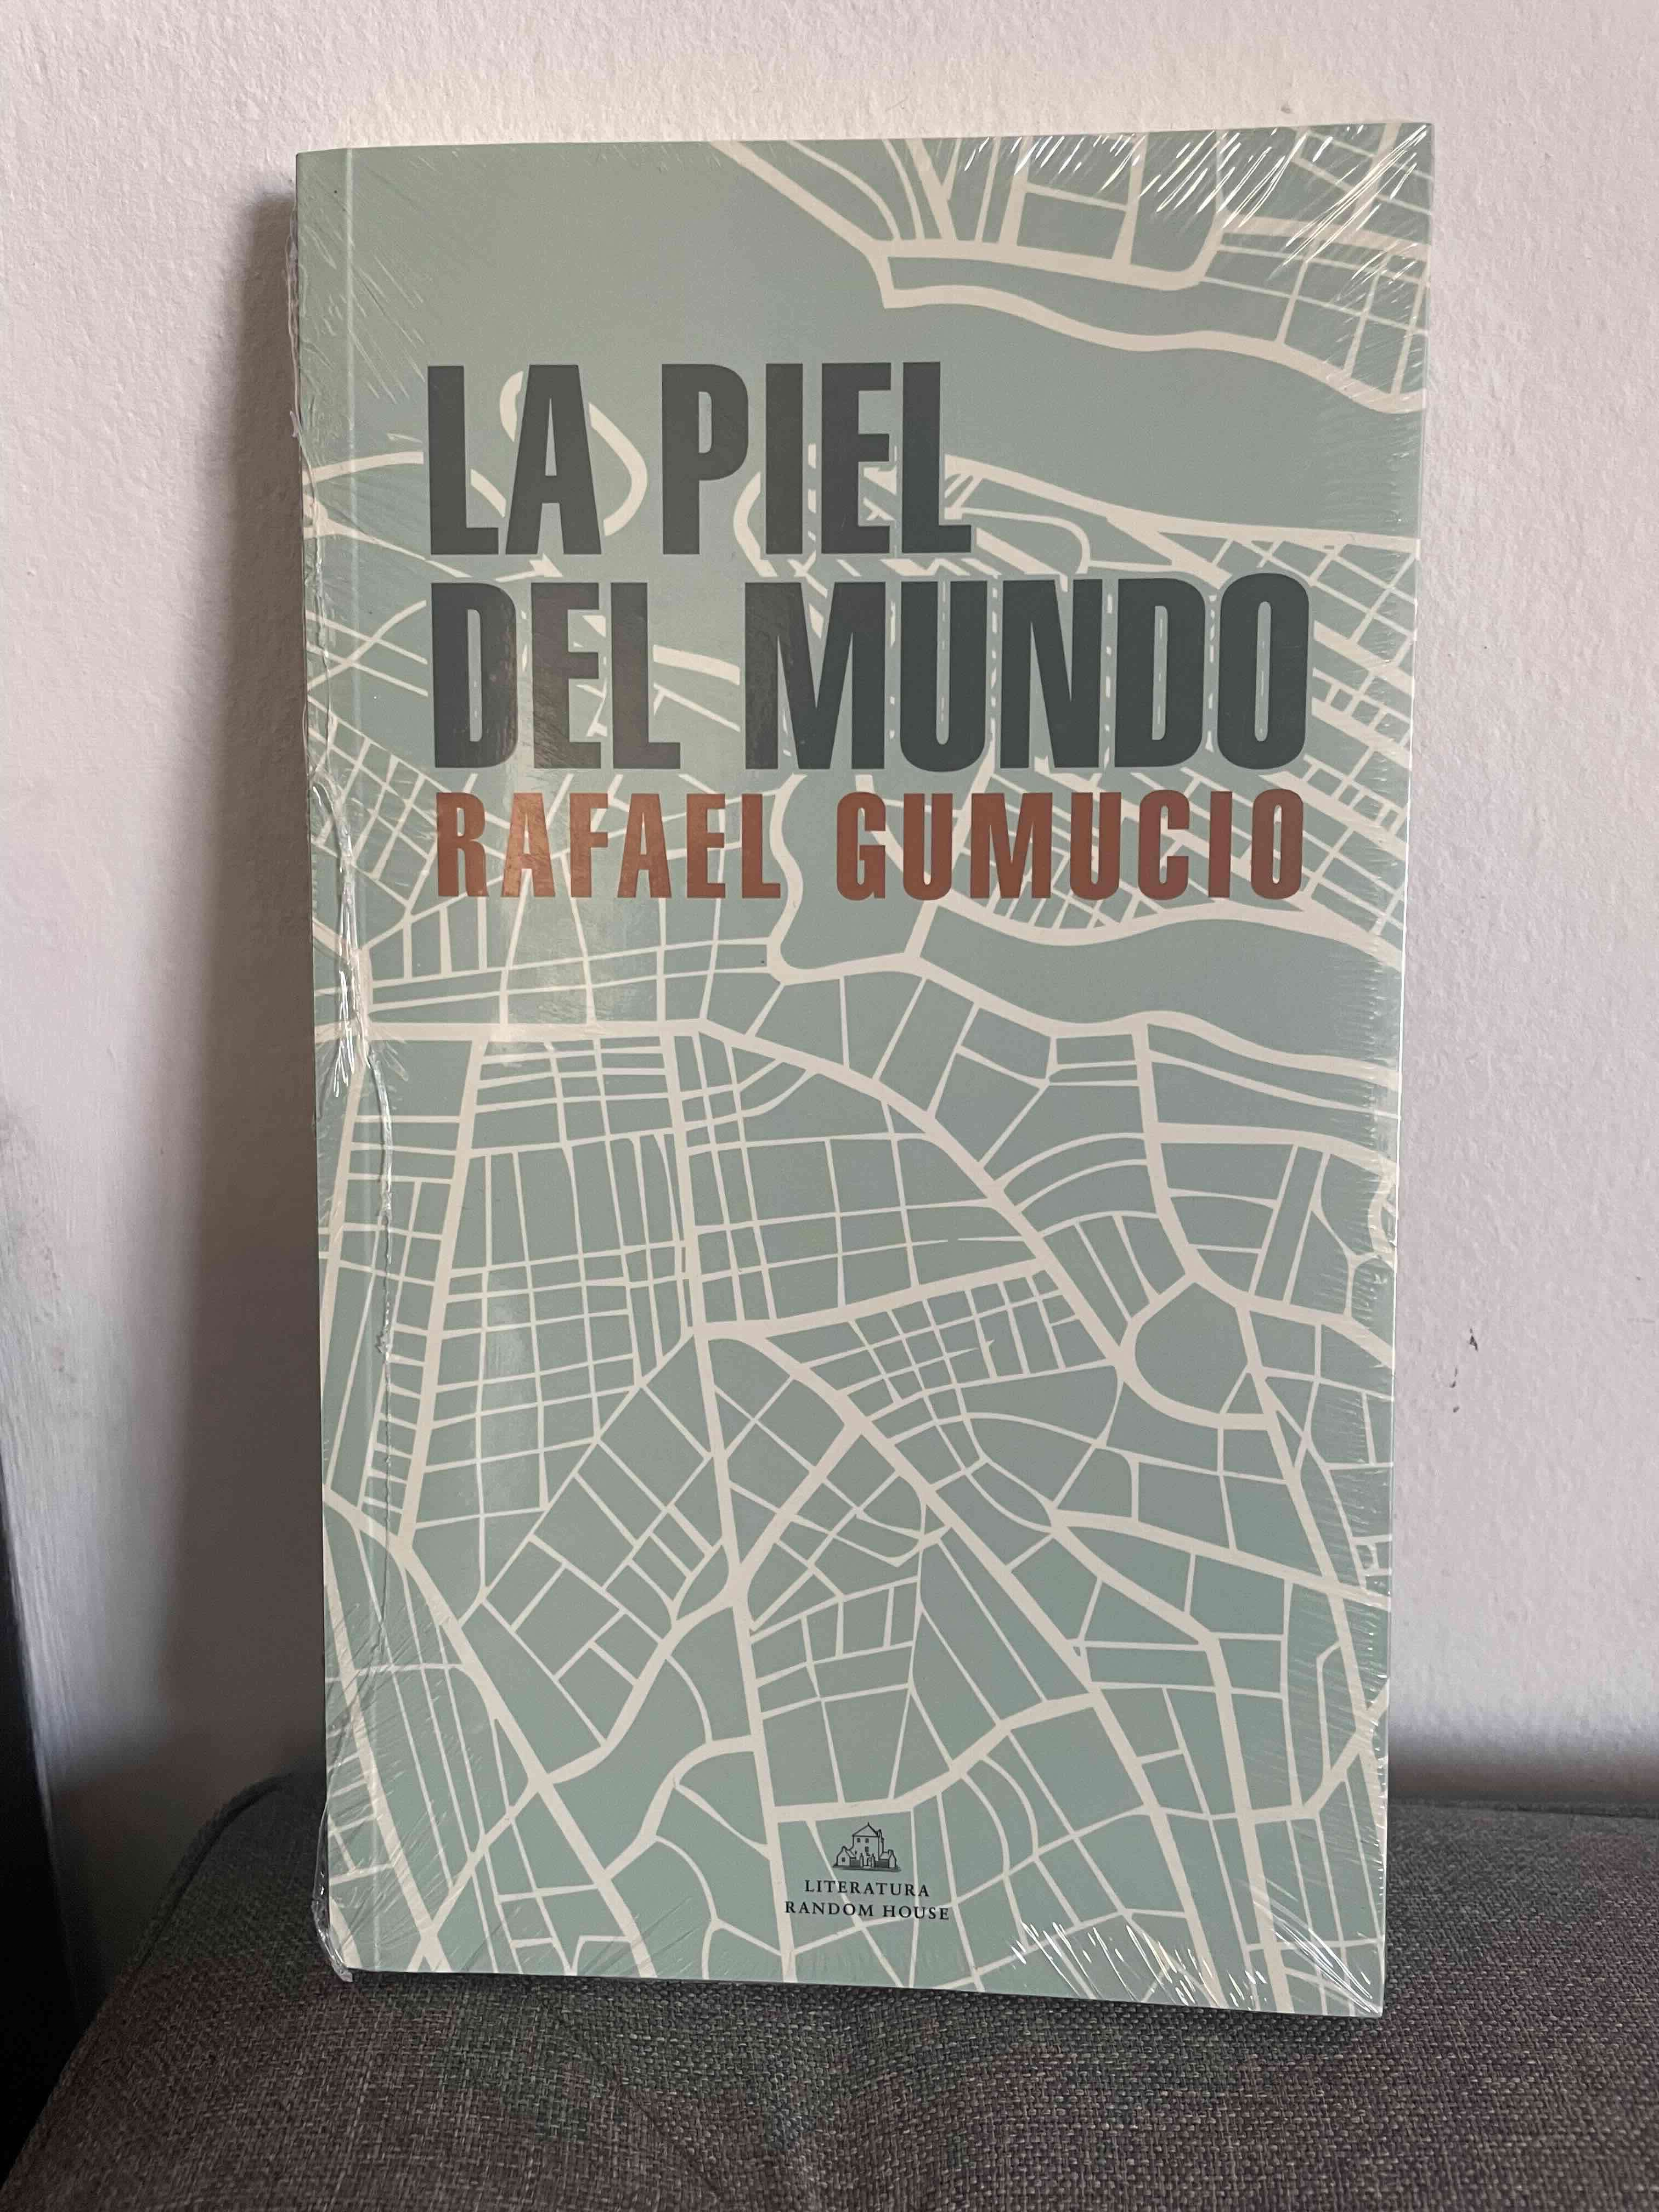 LA PIEL
DEL MUNDO
RAFAEL GUMUCIO
LITERATURA
RANDOM HOUSE